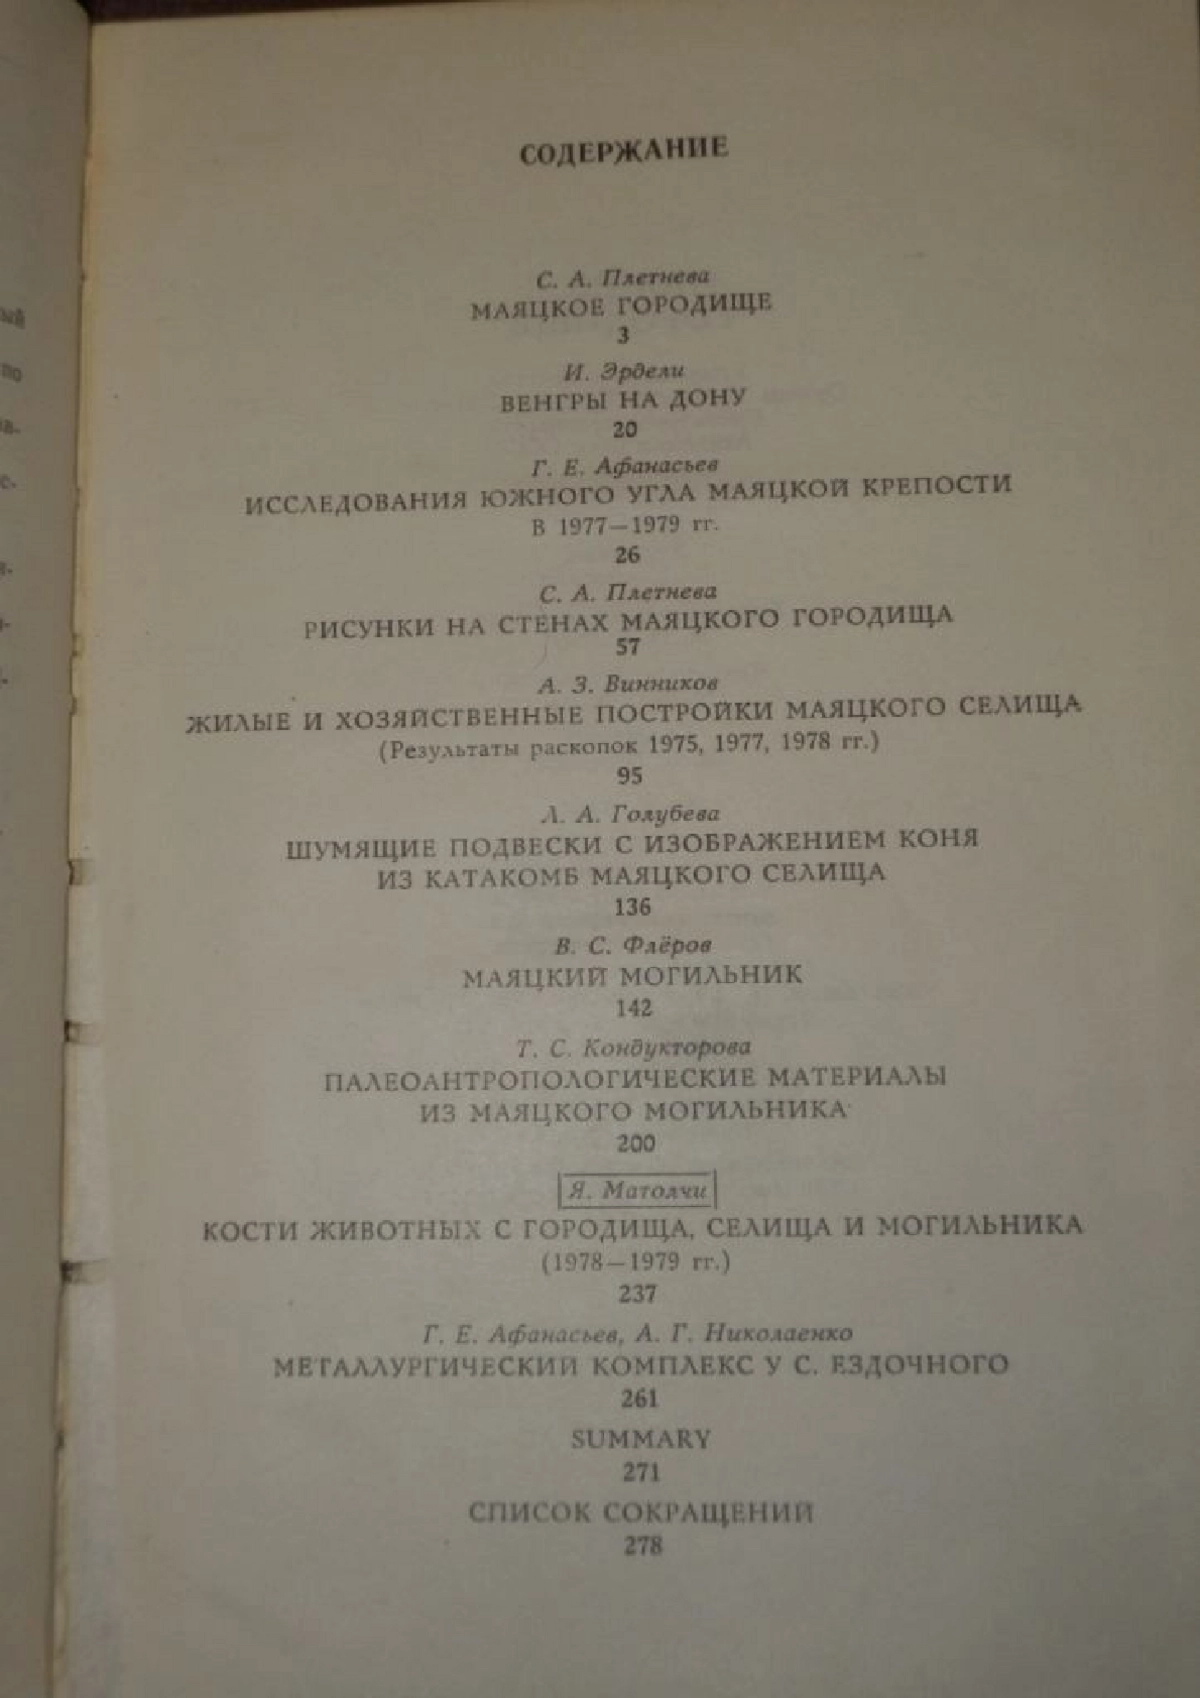 СОДЕРЖАНИЕ
С. А. Плетнева
МАЯЦКОЕ ГОРОДИЩЕ
3
И. Эрдели
ВЕНГРЫ НА ДОНУ
20
Г. Е. Афанасьев
ИССЛЕДОВАНИЯ ЮЖНОГО УГЛА МАЯЦКОЙ КРЕПОСТИ
В 1977—1979 гг.
26
С. А. Плетнева
РИСУНКИ НА СТЕНАХ МАЯЦКОГО ГОРОДИЩА
57
А. З. Винников
ЖИЛЫЕ И ХОЗЯЙСТВЕННЫЕ ПОСТРОЙКИ МАЯЦКОГО СЕЛИЩА
(Результаты раскопок 1975, 1977, 1978 гг.)
95
Л. А. Голубева
ШУМЯЩИЕ ПОДВЕСКИ С ИЗОБРАЖЕНИЕМ КОНЯ
ИЗ КАТАКОМБ МАЯЦКОГО СЕЛИЩА
136
В. С. Флёров
МАЯЦКИЙ МОГИЛЬНИК
142
Т. С. Кондукторова
ПАЛЕОАНТРОПОЛОГИЧЕСКИЕ МАТЕРИАЛЫ
ИЗ МАЯЦКОГО МОГИЛЬНИКА
200
Я. Матолчи
КОСТИ ЖИВОТНЫХ С ГОРОДИЩА, СЕЛИЩА И МОГИЛЬНИКА
(1978—1979 гг.)
237
Г. Е. Афанасьев, А. Г. Николаенко
МЕТАЛЛУРГИЧЕСКИЙ КОМПЛЕКС У С. ЕЗДОЧНОГО
261
SUMMARY
271
СПИСОК СОКРАЩЕНИЙ
278